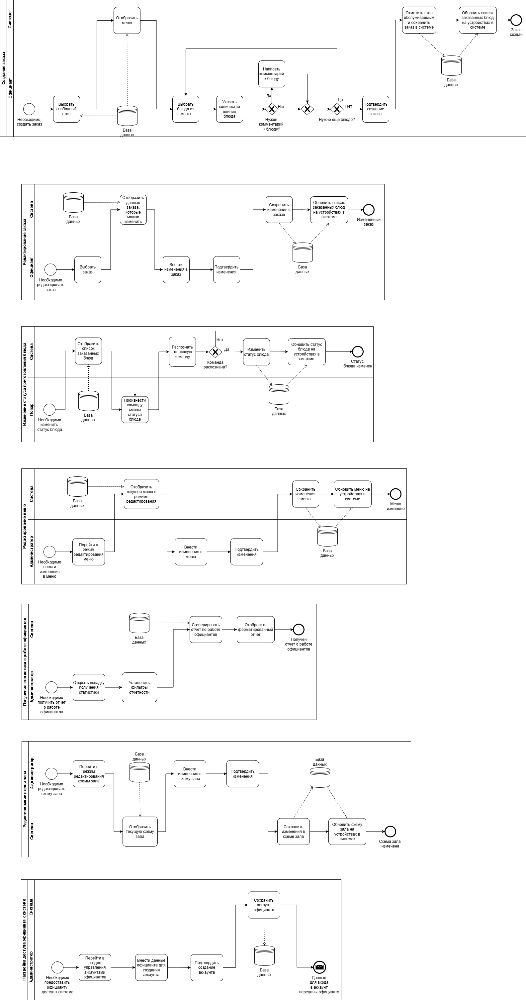 Создание заказа
Система
Официант
Отобразить
меню
Отметить стол
обслуживаемым
и сохранить
заказ в системе
Обновить список
заказанных блюд
на устройствах в
системе
Заказ
создан
База
данных
Необходимо
создать заказ
Выбрать
свободный
стол
База
данных
Выбрать
блюдо из
меню
Указать
количество
единиц
блюда
Написать
комментарий
к блюду
Да
Нет
Нужен
комментарий
к блюду?
Да
Нет
Нужно еще блюдо?
Подтвердить
создание
заказа
Редактирование заказа
Система
Официант
База
данных
Отобразить
данные
заказа,
которые
можно
изменить
Сохранить
изменения в
заказе
Обновить список
заказанных блюд
на устройствах в
системе
Измененный
заказ
Необходимо
редактировать
заказ
Выбрать
заказ
Внести
изменения в
заказ
Подтвердить
изменения
База
данных
Изменение статуса приготовления блюда
Система
Повар
Отобразить
список
заказанных
блюд
Распознать
голосовую
команду
Нет
Да
Команда
распознана?
Изменить
статус блюда
Обновить статус
блюда на
устройствах в
системе
Статус
блюда изменен
Необходимо
изменить
статус блюда
База
данных
Произнести
команду
смены
статуса
блюда
База
данных
Редактирование меню
Система
Администратор
База
данных
Отобразить
текущее меню в
режиме
редактирования
Сохранить
изменения
меню
Обновить меню на
устройствах в
системе
Меню
изменено
Необходимо
внести
изменения
в меню
Перейти в
режим
редактирования
меню
Внести
изменения в
меню
Подтвердить
изменения
База
данных
Получение статистики о работе официантов
Система
Администратор
База
данных
Сгенерировать
отчет по работе
официантов
Отобразить
форматированный
отчет
Получен
отчет о работе
официантов
Необходимо
получить отчет
о работе
официантов
Открыть вкладку
получения
статистики
Установить
фильтры
отчетности
Редактирование схемы зала
Администратор
Система
Необходимо
редактировать
схему зала
Перейти в
режим
редактирования
схемы зала
База
данных
Внести
изменения в
схему зала
Подтвердить
изменения
База
данных
Отобразить
текущую схему
зала
Сохранить
изменения в
схеме зала
Обновить схему
зала на
устройствах в
системе
Схема зала
изменена
Настройка доступа официанта к системе
Система
Администратор
Сохранить
аккаунт
официанта
Необходимо
предоставить
официанту
доступ к системе
Перейти в
раздел
управления
аккаунтами
официантов
Внести данные
официанта для
создания
аккаунта
Подтвердить
создание
аккаунта
База
данных
Данные
для входа
в аккаунт
переданы официанту